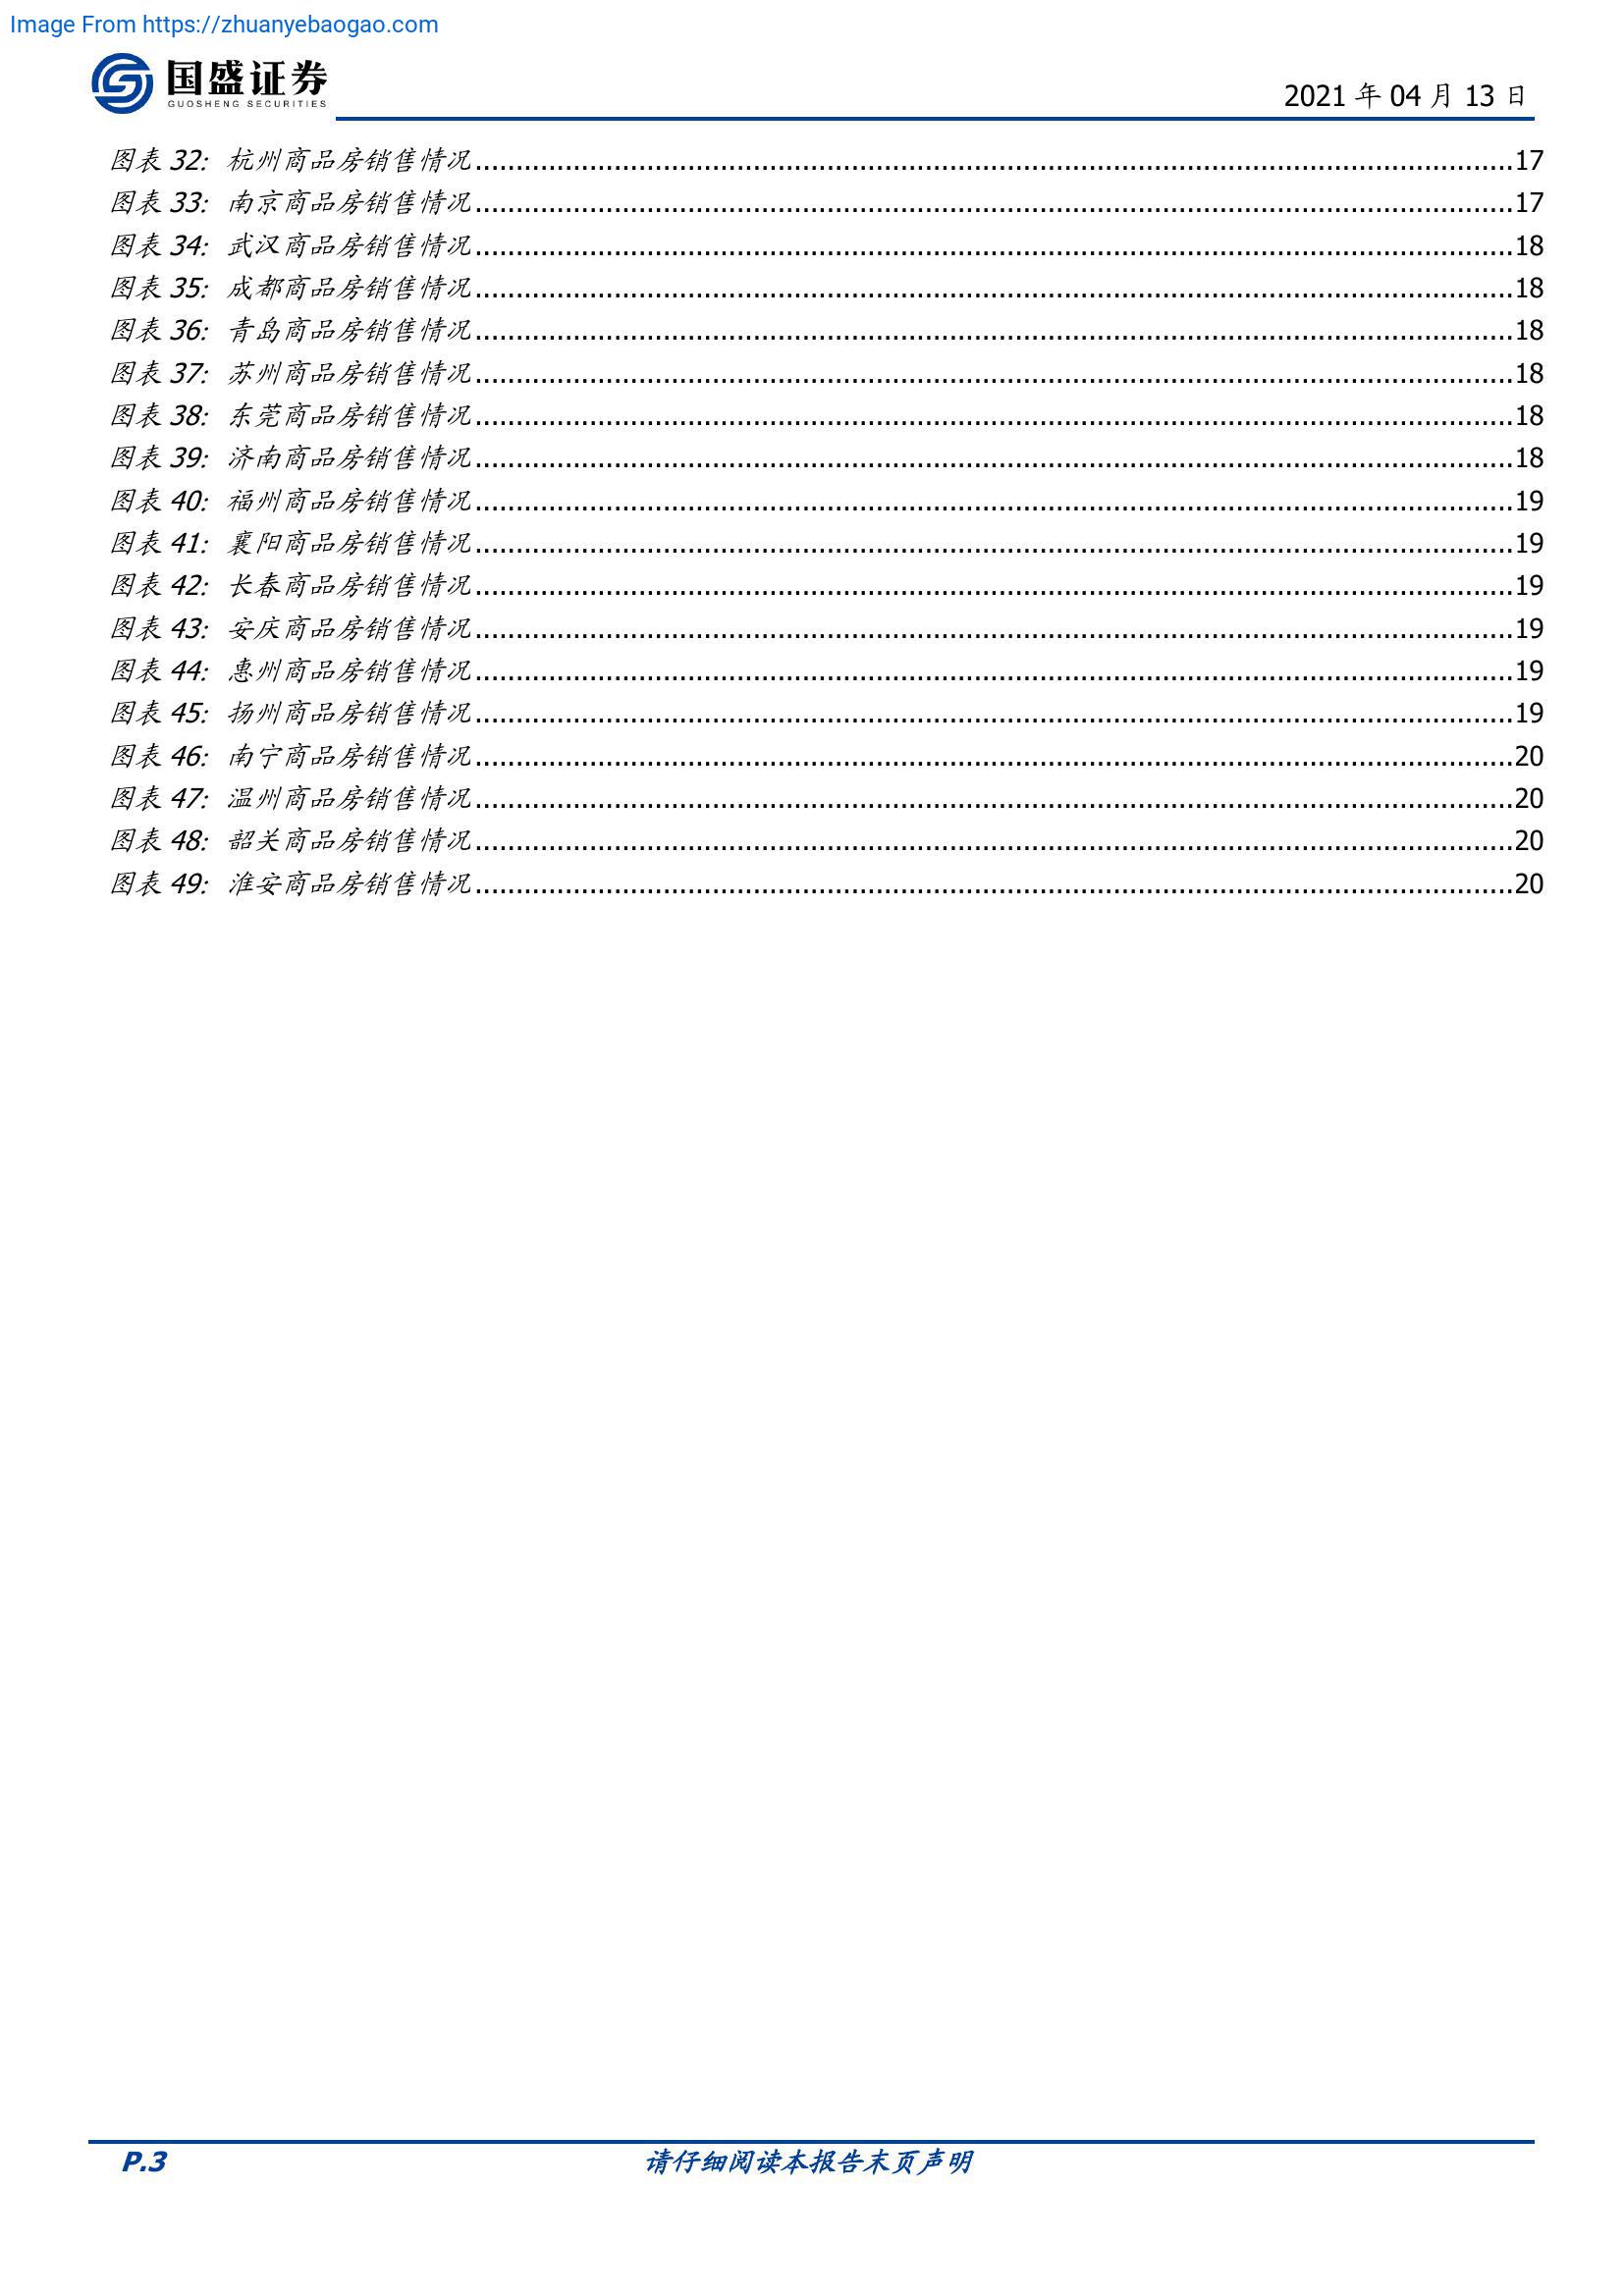 Image From https://zhuanyebaogao.com
国盛证券
GUOSHENG SECURITIES
2021 年 04 月 13 日
图表 32: 杭州商品房销售情况........................................17
图表 33: 南京商品房销售情况........................................17
图表 34: 武汉商品房销售情况........................................18
图表 35: 成都商品房销售情况........................................18
图表 36: 青岛商品房销售情况........................................18
图表 37: 苏州商品房销售情况........................................18
图表 38: 东莞商品房销售情况........................................18
图表 39: 济南商品房销售情况........................................18
图表 40: 福州商品房销售情况........................................19
图表 41: 襄阳商品房销售情况........................................19
图表 42: 长春商品房销售情况........................................19
图表 43: 安庆商品房销售情况........................................19
图表 44: 惠州商品房销售情况........................................19
图表 45: 扬州商品房销售情况........................................19
图表 46: 南宁商品房销售情况........................................20
图表 47: 温州商品房销售情况........................................20
图表 48: 韶关商品房销售情况........................................20
图表 49: 淮安商品房销售情况........................................20
P.3
请仔细阅读本报告末页声明